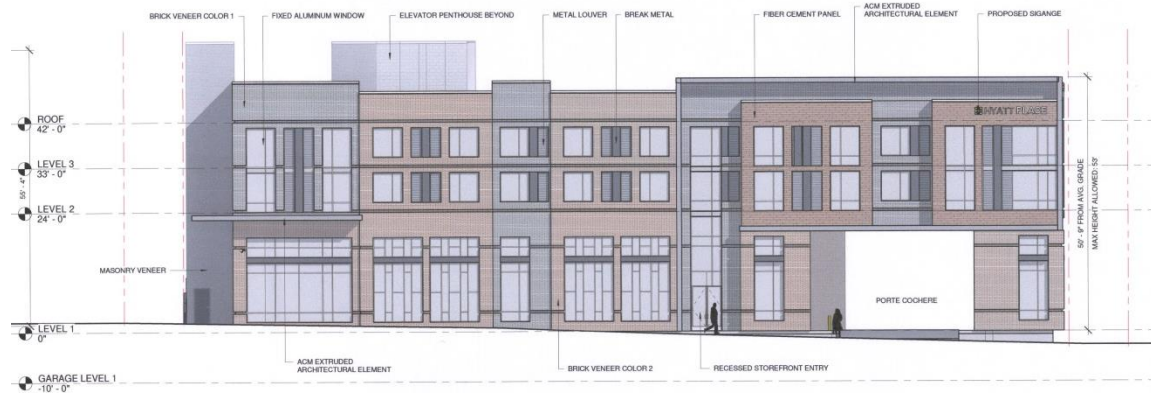 BRICK VENEER COLOR 1
FIXED ALUMINUM WINDOW
ELEVATOR PENTHOUSE BEYOND
METAL LOUVER
BREAK METAL
FIBER CEMENT PANEL
ACM EXTRUDED
ARCHITECTURAL ELEMENT
PROPOSED SIGANGE
HYATT PLACE
ROOF
42' - 0"
LEVEL 3
33' - 0"
LEVEL 2
24' - 0"
55' - 4"
MASONRY VENEER
PORTE COCHERE
50' - 9" FROM AVG. GRADE
MAX HEIGHT ALLOWED: 53'
LEVEL 1
0"
ACM EXTRUDED
ARCHITECTURAL ELEMENT
BRICK VENEER COLOR 2
RECESSED STOREFRONT ENTRY
GARAGE LEVEL 1
-10' - 0"